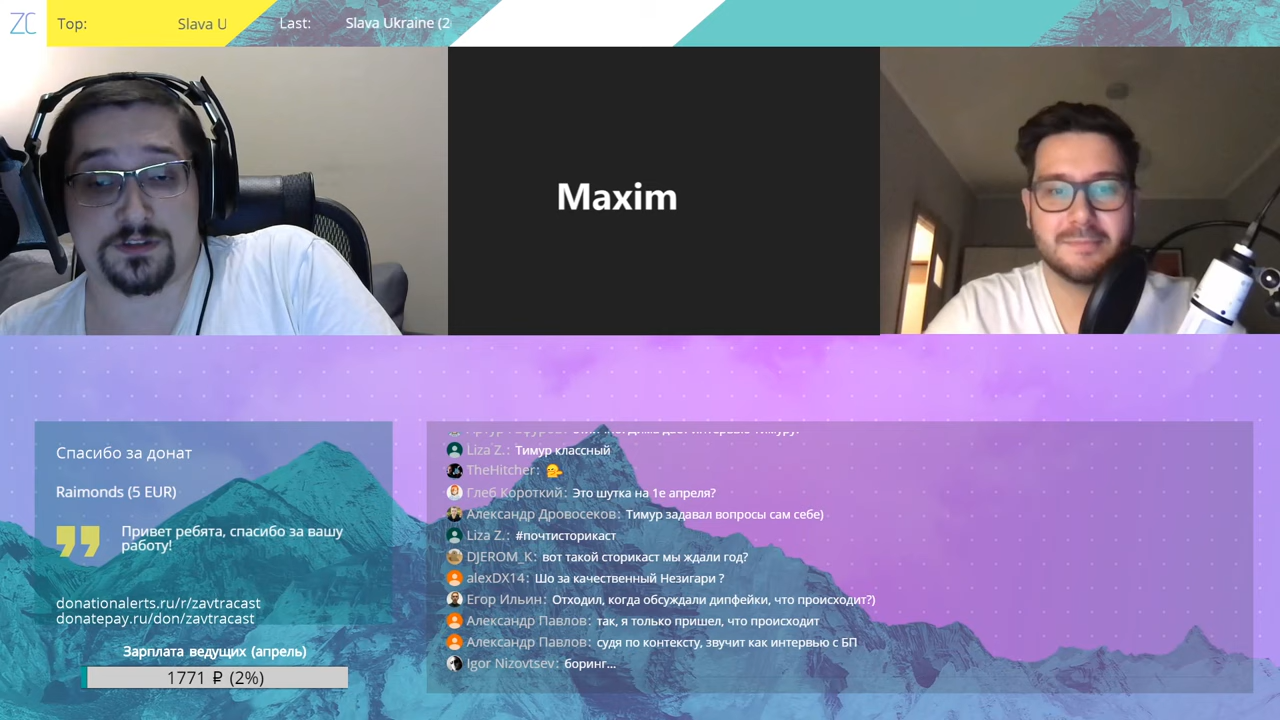 ZC
Top:
Slava U
Last:
Slava Ukraine (2
Maxim
Спасибо за донат
Raimonds (5 EUR)
Привет ребята, спасибо за вашу
работу!
donationalerts.ru/r/zavtracast
donatepay.ru/don/zavtracast
Зарплата ведущих (апрель)
1771 ₽ (2%)
Liza Z.: Тимур классный
TheHitcher:
Глеб Короткий: Это шутка на 1е апреля?
Александр Дровосеков: Тимур задавал вопросы сам себе)
Liza Z.: #почтисторикаст
DJEROM_K: вот такой сторикаст мы ждали год?
alexDX14: Шо за качественный Незигари ?
Егор Ильин: Отходил, когда обсуждали дипфейки, что происходит?)
Александр Павлов: так, я только пришел, что происходит
Александр Павлов: судя по контексту, звучит как интервью с БП
Igor Nizovtsev: боринг...